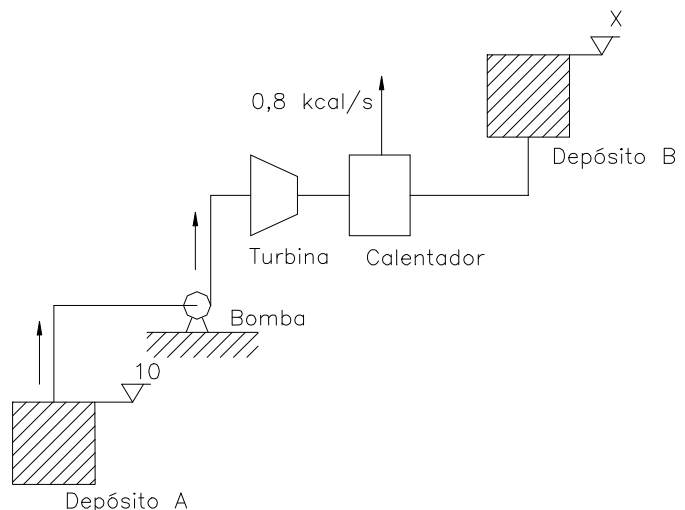 X
0,8 kcal/s
Depósito B
Turbina
Calentador
Bomba
10
Depósito A